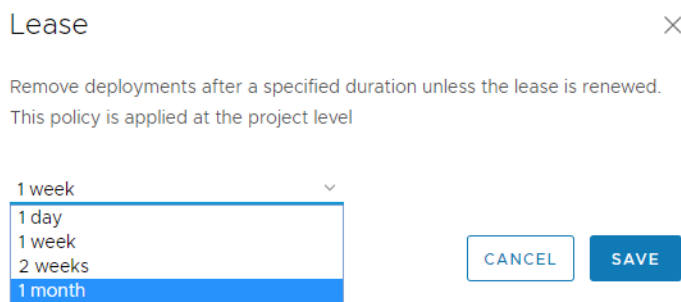 Lease
Remove deployments after a specified duration unless the lease is renewed.
This policy is applied at the project level
1 week
1 day
1 week
2 weeks
1 month
CANCEL
SAVE